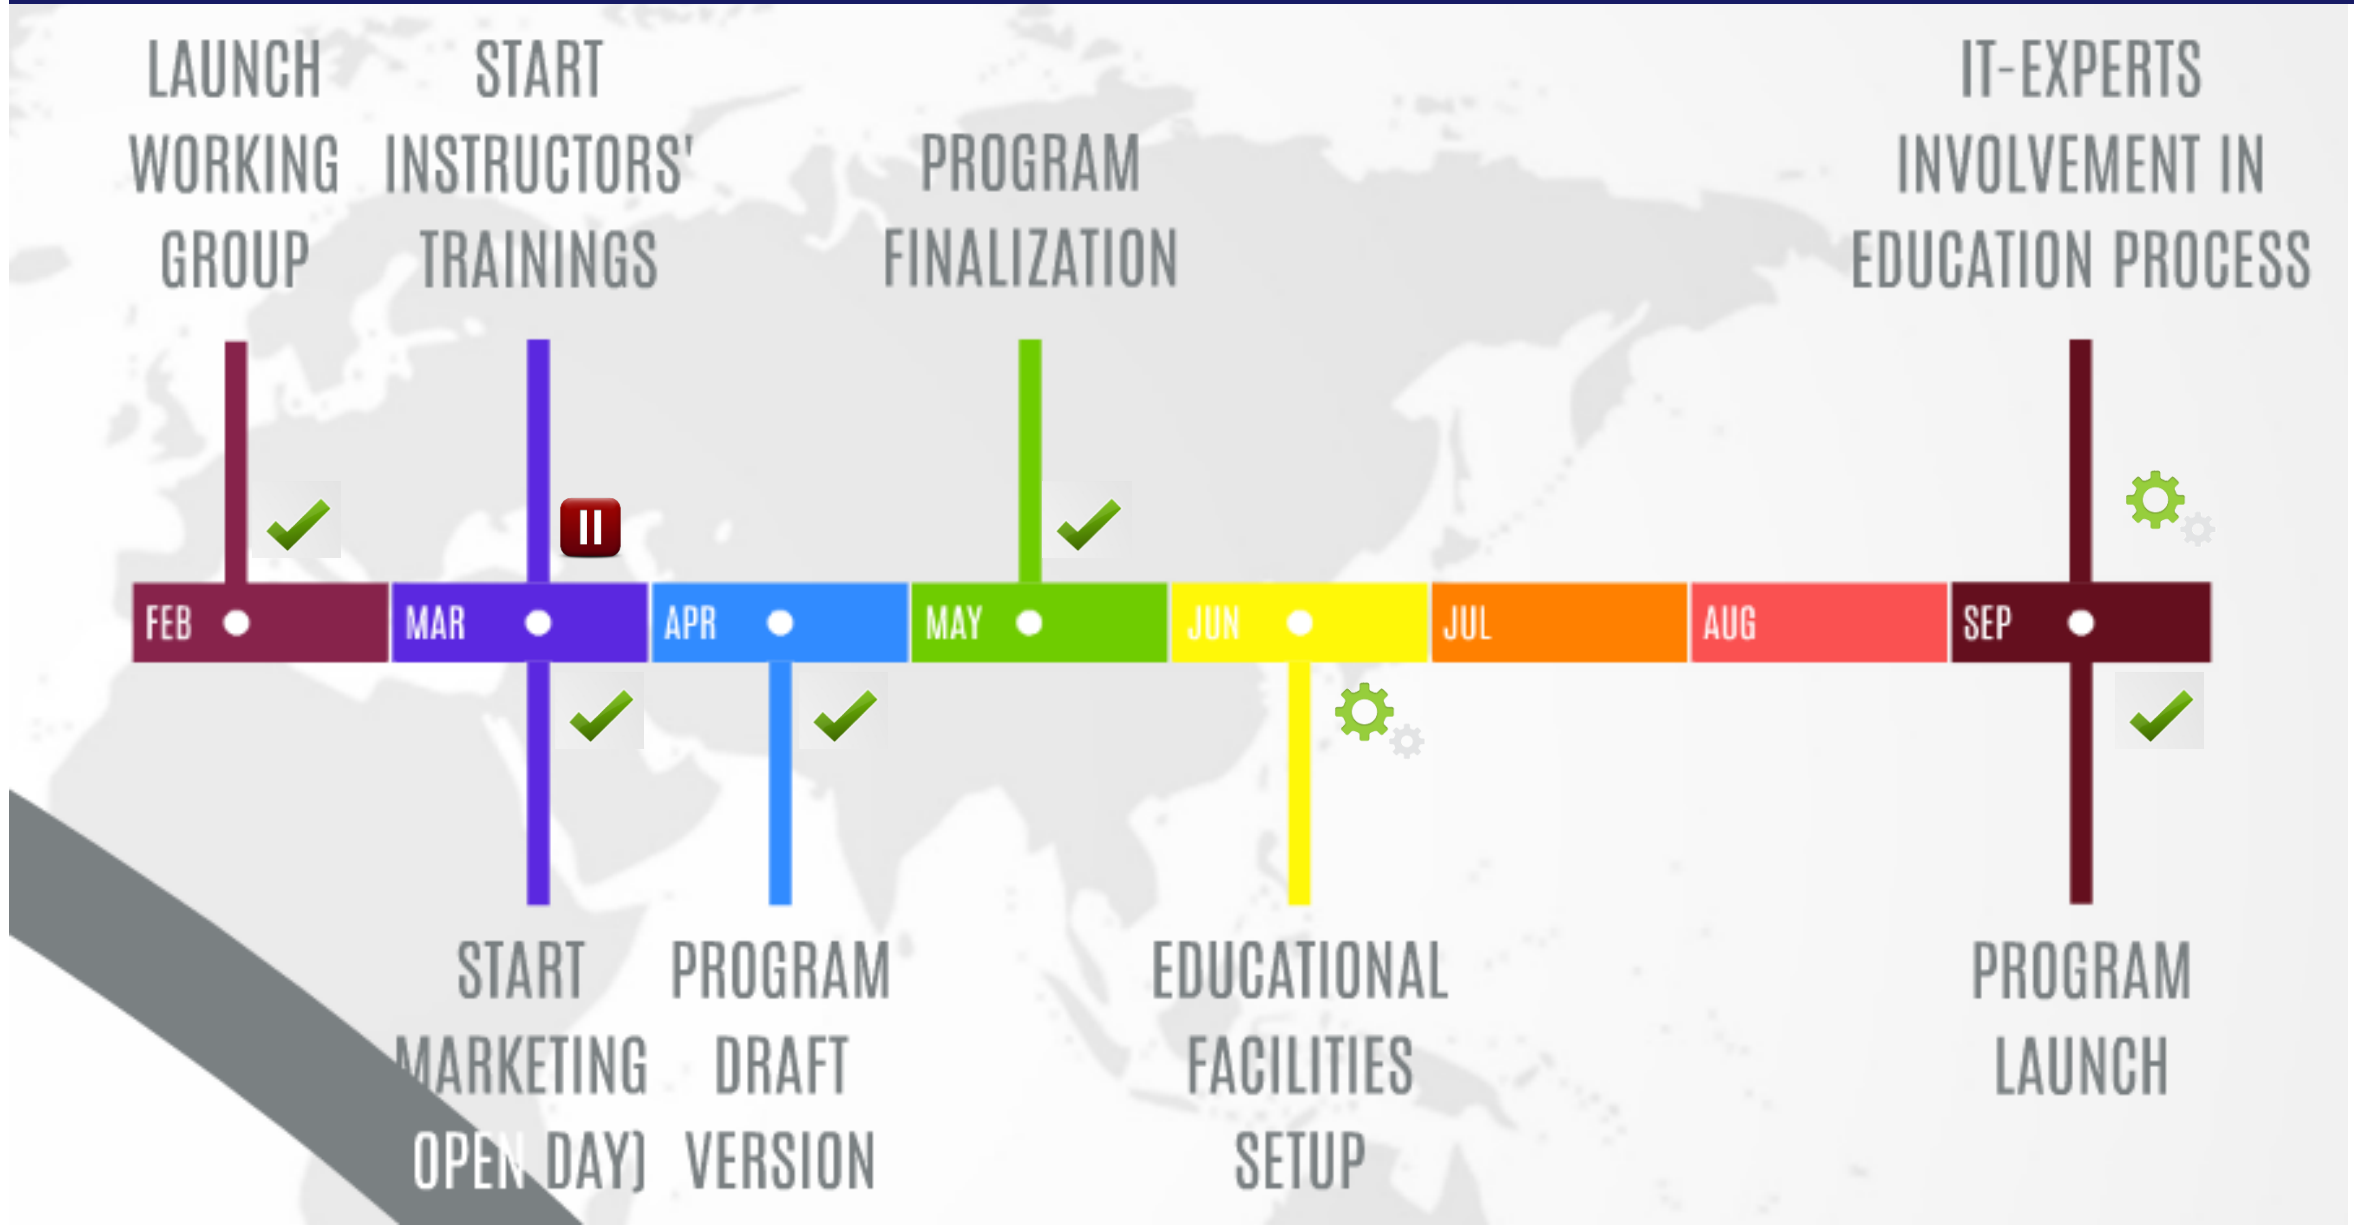 LAUNCH
WORKING
GROUP
START
INSTRUCTORS'
TRAININGS
PROGRAM
FINALIZATION
IT-EXPERTS
INVOLVEMENT IN
EDUCATION PROCESS
FEB
MAR
APR
MAY
JUN
JUL
AUG
SEP
START
MARKETING
OPEN DAY)
PROGRAM
DRAFT
VERSION
EDUCATIONAL
FACILITIES
SETUP
PROGRAM
LAUNCH